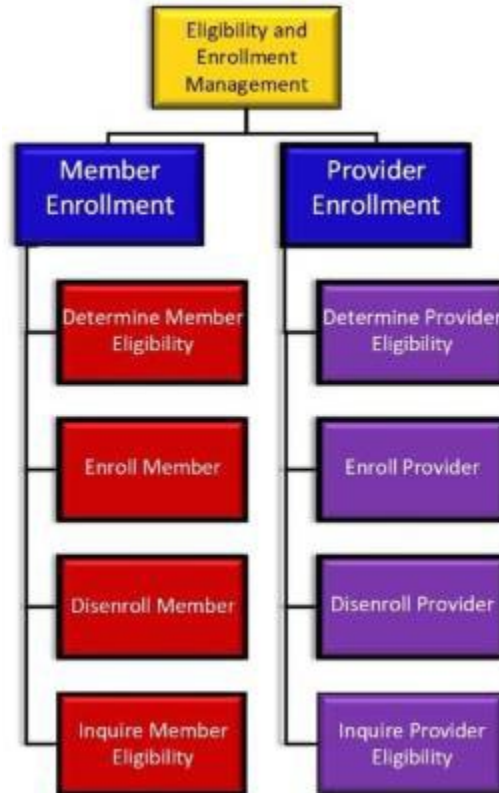 Eligibility and
Enrollment
Management
Member
Enrollment
Provider
Enrollment
Determine Member
Eligibility
Determine Provider
Eligibility
Enroll Member
Enroll Provider
Disenroll Member
Disenroll Provider
Inquire Member
Eligibility
Inquire Provider
Eligibility